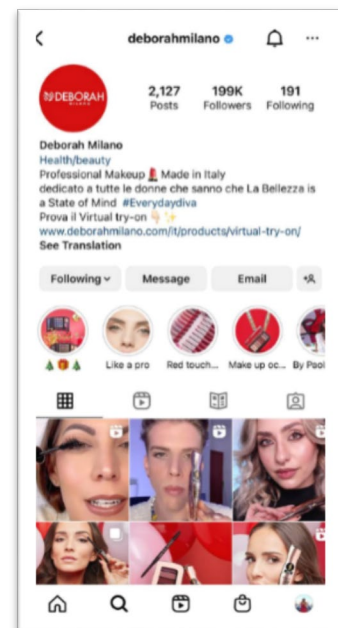 deborahmilano
DEBORAH
MILANO
2,127 199K 191
Posts Followers Following
Deborah Milano
Health/beauty
Professional Makeup 💄 Made in Italy
dedicato a tutte le donne che sanno che La Bellezza is
a State of Mind #Everydaydiva
Prova il Virtual try-on 👇🏻✨
www.deborahmilano.com/it/products/virtual-try-on/
See Translation
Following Message Email
🎄🎁🎄 Like a pro Red touch... Make up oc... By Paol